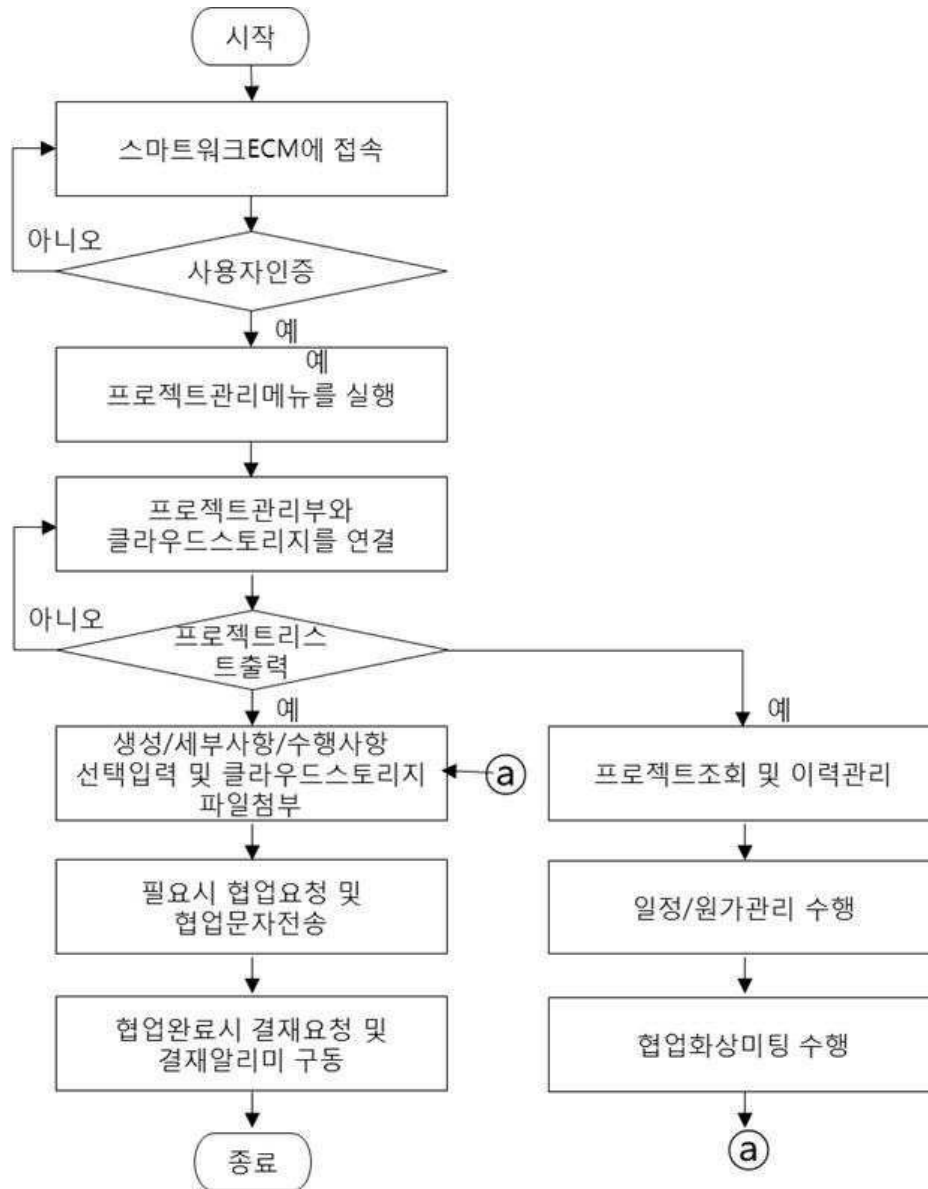 시작
스마트워크ECM에 접속
아니오
사용자인증
예
예
프로젝트관리메뉴를 실행
프로젝트관리부와
클라우드스토리지를 연결
아니오
프로젝트리스
트출력
예
예
생성/세부사항/수행사항
선택입력 및 클라우드스토리지
파일첨부
ⓐ
프로젝트조회 및 이력관리
필요시 협업요청 및
협업문자전송
일정/원가관리 수행
협업완료시 결재요청 및
결재알리미 구동
협업화상미팅 수행
종료
ⓐ